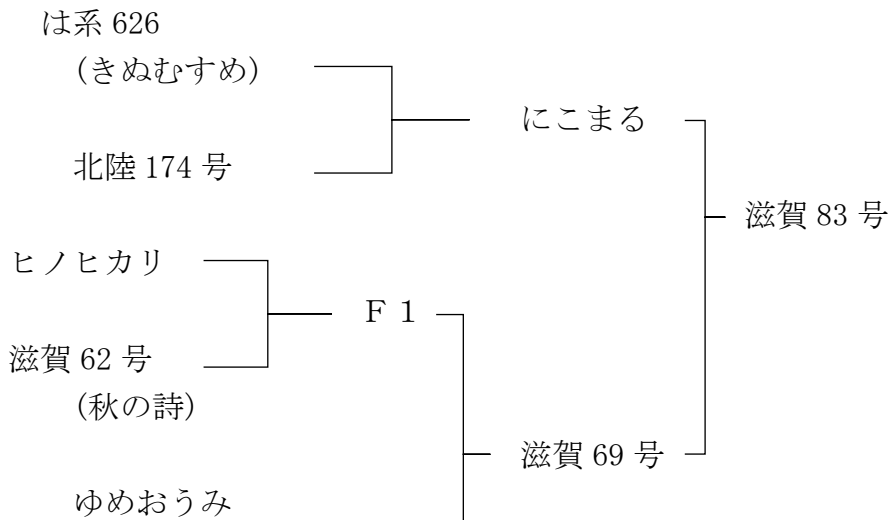 は系 626
(きぬむすめ)
にこまる
北陸 174 号
滋賀 83 号
ヒノヒカリ
Ｆ１
滋賀 62 号
(秋の詩)
滋賀 69 号
ゆめおうみ